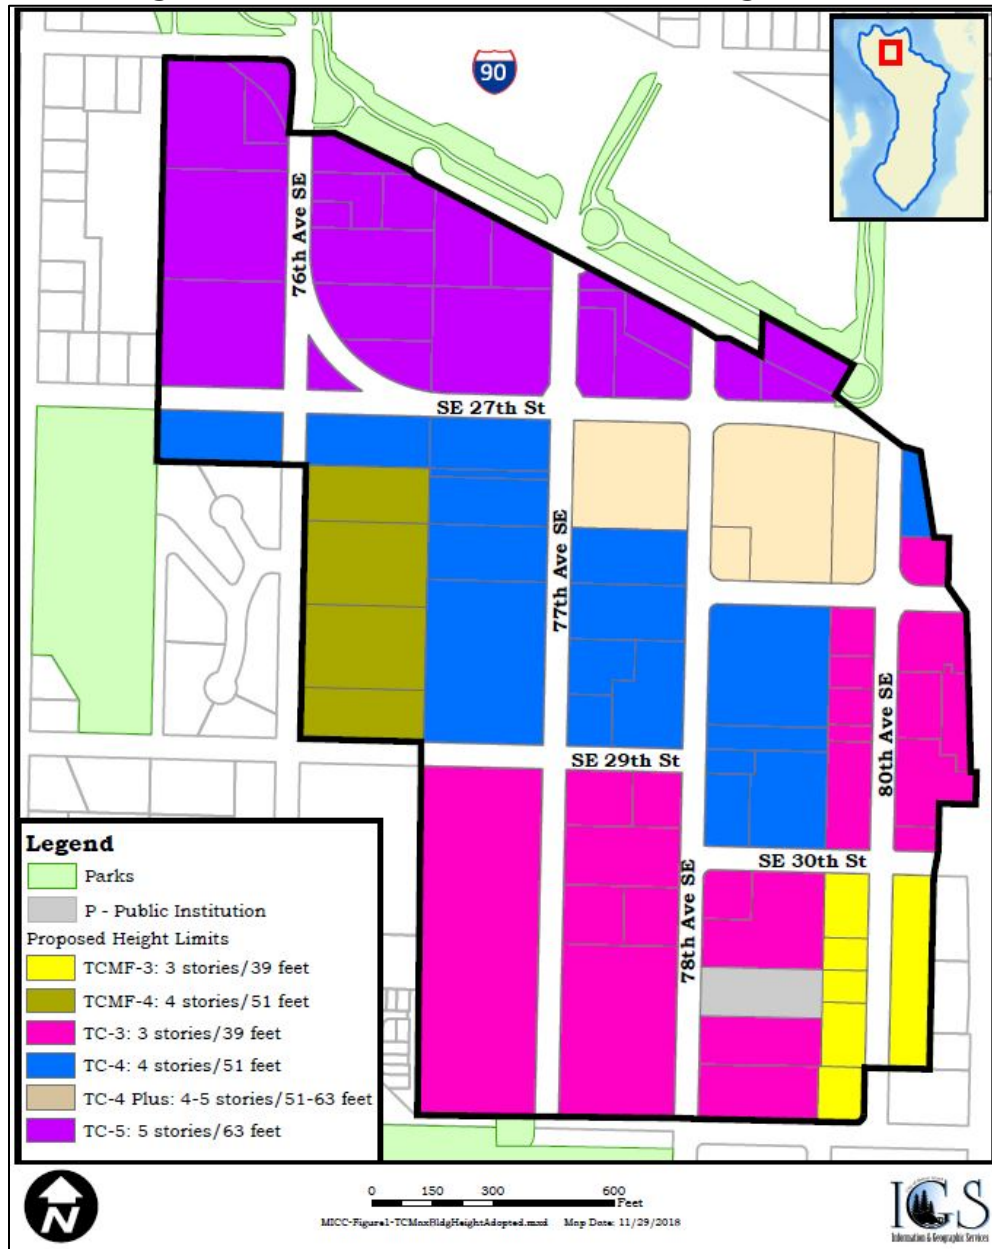 90
76th Ave SE
SE 27th St
77th Ave SE
80th Ave SE
SE 29th St
SE 30th St
78th Ave SE
Legend
Parks
P - Public Institution
Proposed Height Limits
TCMF-3: 3 stories/39 feet
TCMF-4: 4 stories/51 feet
TC-3: 3 stories/39 feet
TC-4: 4 stories/51 feet
TC-4 Plus: 4-5 stories/51-63 feet
TC-5: 5 stories/63 feet
N
0 150 300 600
Feet
MICC-Figure1-TCMaxBldgHeightAdopted.mxd Map Date: 11/29/2018
IGS
Information & Geographic Services